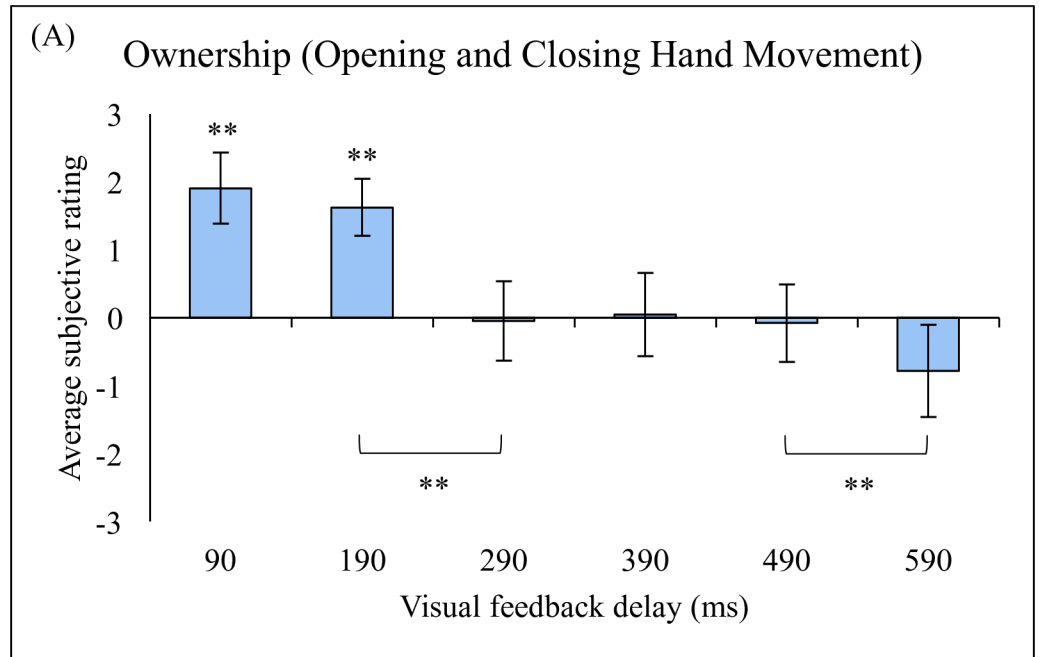 (A)
Ownership (Opening and Closing Hand Movement)
Average subjective rating
3
2
1
0
-1
-2
-3
**
**
**
**
90 190 290 390 490 590
Visual feedback delay (ms)